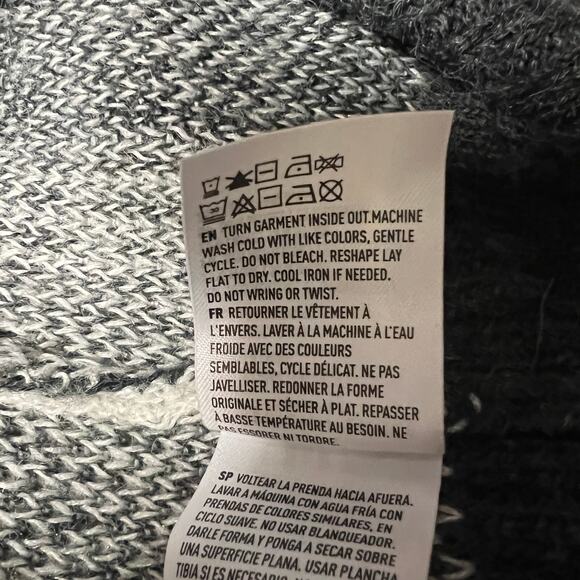 EN TURN GARMENT INSIDE OUT.MACHINE
WASH COLD WITH LIKE COLORS, GENTLE
CYCLE. DO NOT BLEACH. RESHAPE LAY
FLAT TO DRY. COOL IRON IF NEEDED.
DO NOT WRING OR TWIST.
FR RETOURNER LE VÊTEMENT À
L'ENVERS. LAVER À LA MACHINE À L'EAU
FROIDE AVEC DES COULEURS
SEMBLABLES, CYCLE DÉLICAT. NE PAS
JAVELLISER. REDONNER LA FORME
ORIGINALE ET SÉCHER À PLAT. REPASSER
À BASSE TEMPÉRATURE AU BESOIN. NE
PAS ESSORER NI TORDRE.
SP VOLTEAR LA PRENDA HACIA AFUERA.
LAVAR A MÁQUINA CON AGUA FRÍA CON
PRENDAS DE COLORES SIMILARES, EN
CICLO SUAVE. NO USAR BLANQUEADOR.
DARLE FORMA Y PONGA A SECAR SOBRE
UNA SUPERFICIE PLANA. USAR PLANCHA
TIBIA SI ES NECESARIO. NO